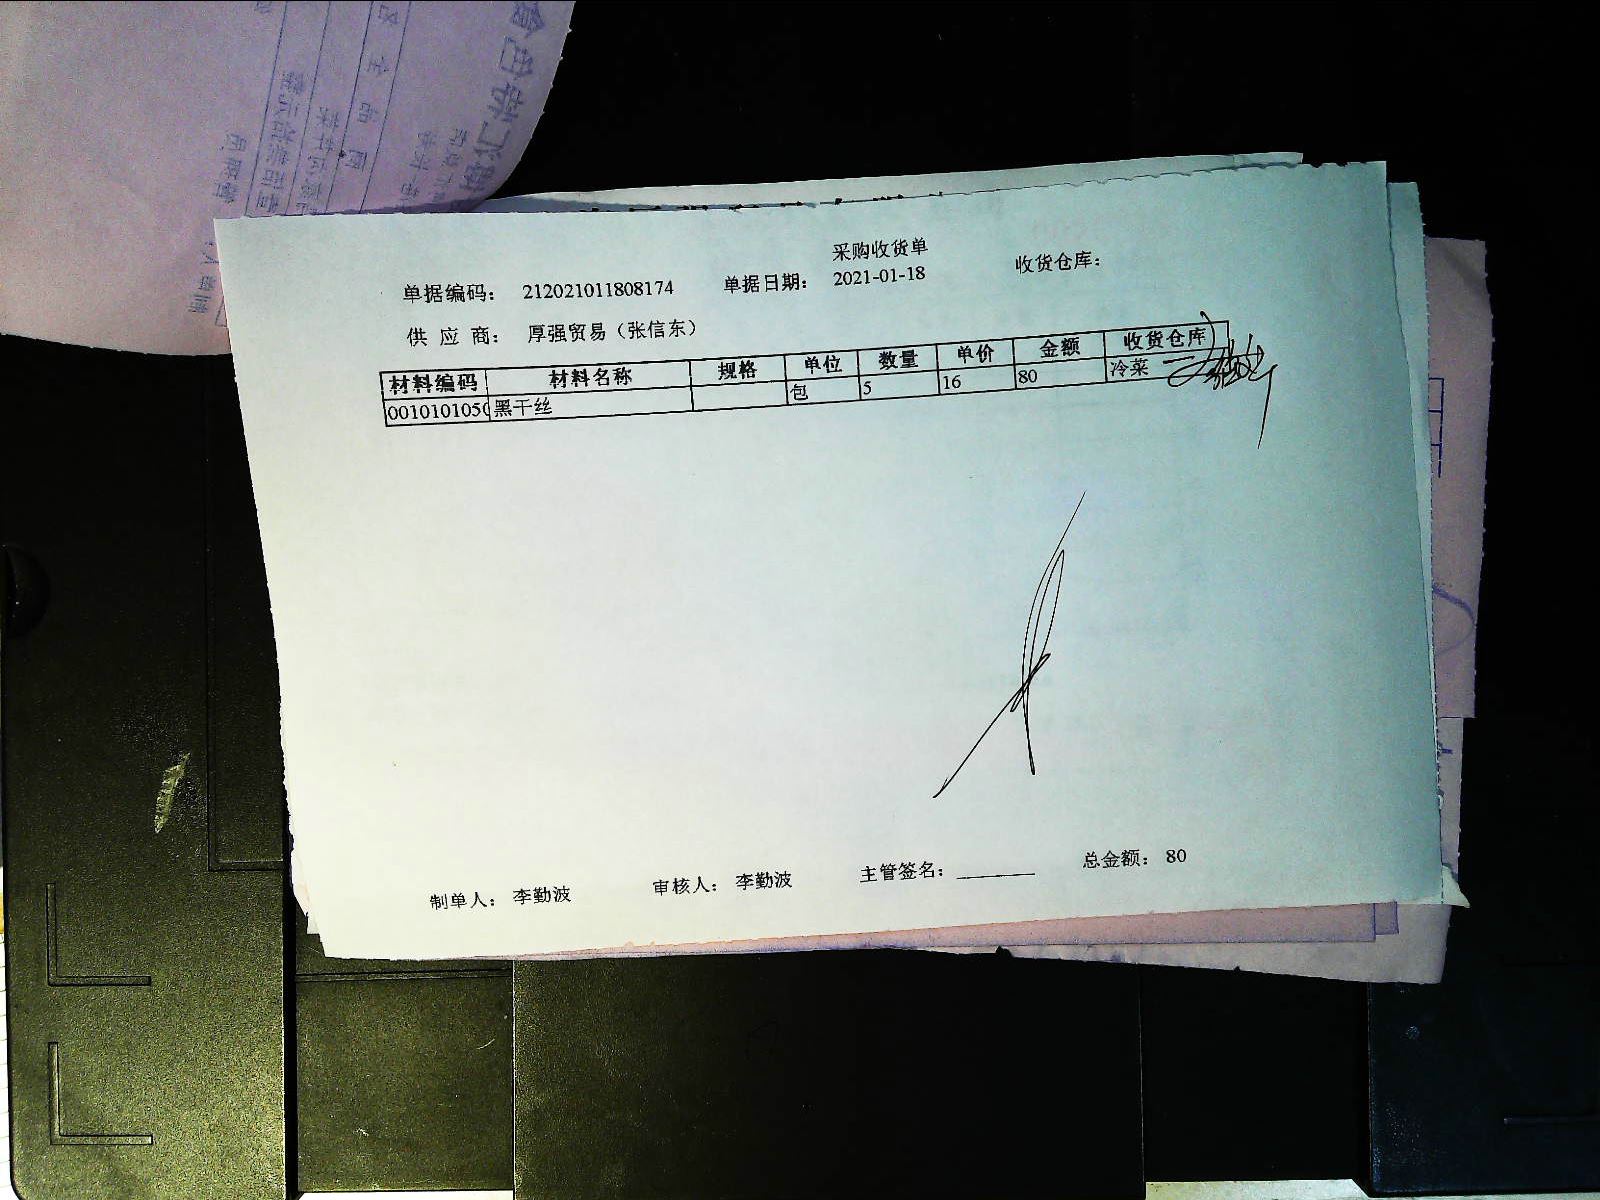 采购收货单
单据编码： 212021011808174 单据日期： 2021-01-18 收货仓库：
供 应 商： 厚强贸易（张信东）
材料编码 材料名称 规格 单位 数量 单价 金额 收货仓库
0010101050 黑干丝 包 5 16 80 冷菜
制单人： 李勤波 审核人： 李勤波 主管签名： 总金额： 80